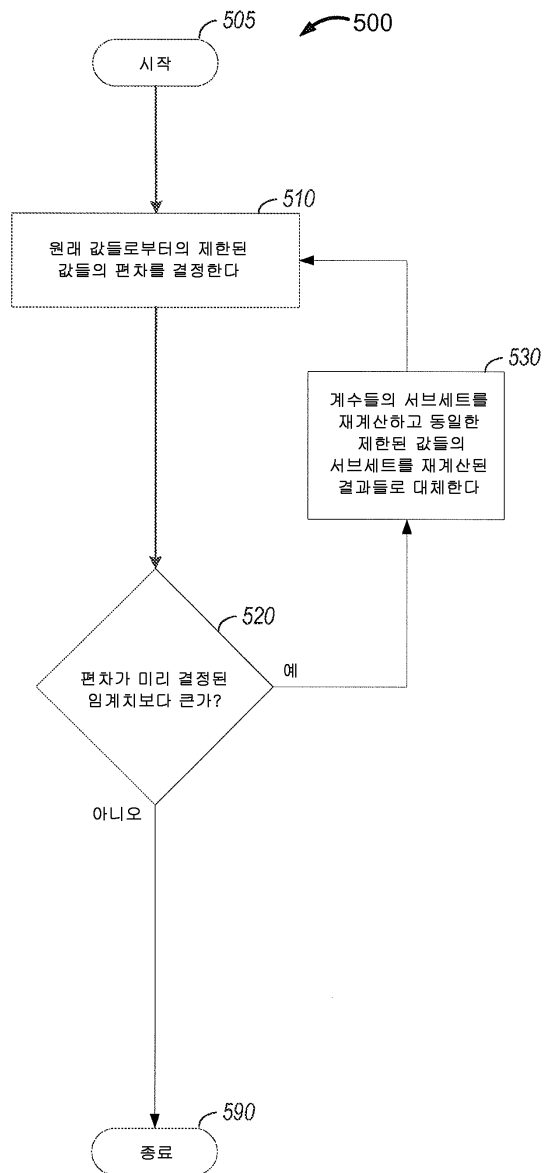 505
500
시작
510
원래 값들로부터의 제한된
값들의 편차를 결정한다
530
계수들의 서브세트를
재계산하고 동일한
제한된 값들의
서브세트를 재계산된
결과들로 대체한다
520
편차가 미리 결정된
임계치보다 큰가?
예
아니오
590
종료